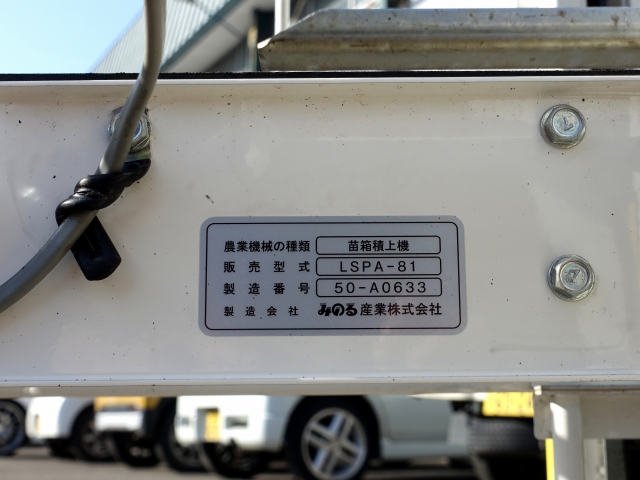 農業機械の種類 苗箱積上機
販売型式 LSPA-81
製造番号 50-A0633
製造会社 みのる産業株式会社